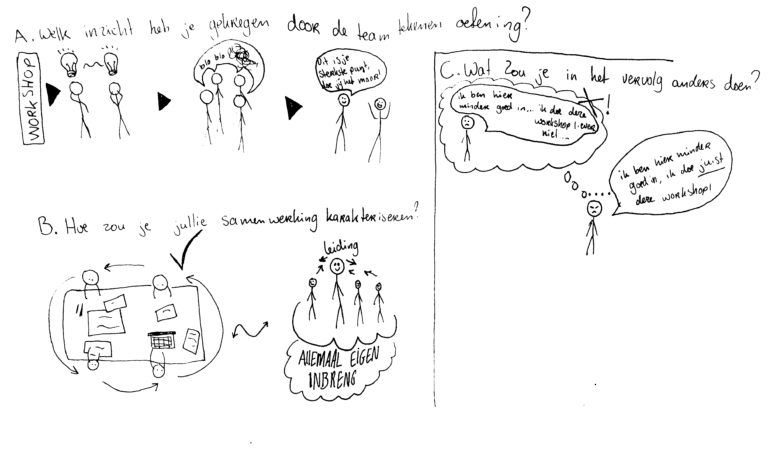 A. Welk inzicht heb je gekregen door de team tekenen oefening?
WORKSHOP
bla bla
Dit is je
sterkste punt,
doe jij het maar!
B. Hoe zou je jullie samenwerking karakteriseren?
leiding
ALLEMAAL EIGEN
INBRENG
C. Wat zou je in het vervolg anders doen?
ik ben hier
minder goed in... ik doe deze
workshop liever
niet...
!
ik ben hier minder
goed in, ik doe juist
deze workshop!